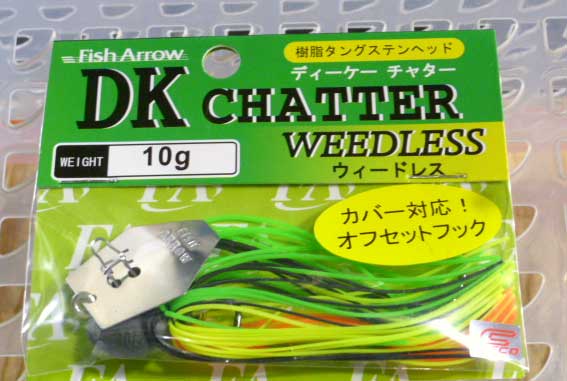 Fish Arrow
樹脂タングステンヘッド
ディーケー チャター
DK CHATTER
WEEDLESS
WEIGHT 10g
ウィードレス
カバー対応!
オフセットフック
FISH
ARROW